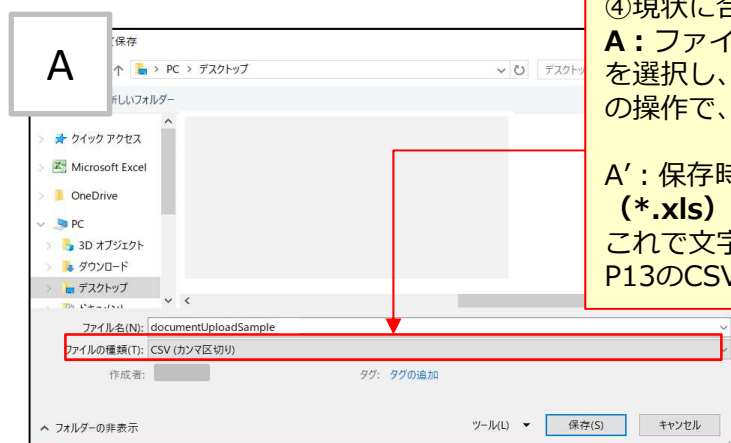 A
て保存
PC > デスクトップ
デスクトッ
新しいフォルダー
クイック アクセス
Microsoft Excel
OneDrive
PC
3D オブジェクト
ダウンロード
デスクトップ
ファイル名(N): documentUploadSample
ファイルの種類(T): CSV (カンマ区切り)
作成者:
タグ: タグの追加
フォルダーの非表示
ツール(L)
保存(S)
キャンセル
④現状に合
A：ファイ
を選択し、
の操作で、
A’：保存時
（*.xls）
これで文字
P13のCSV